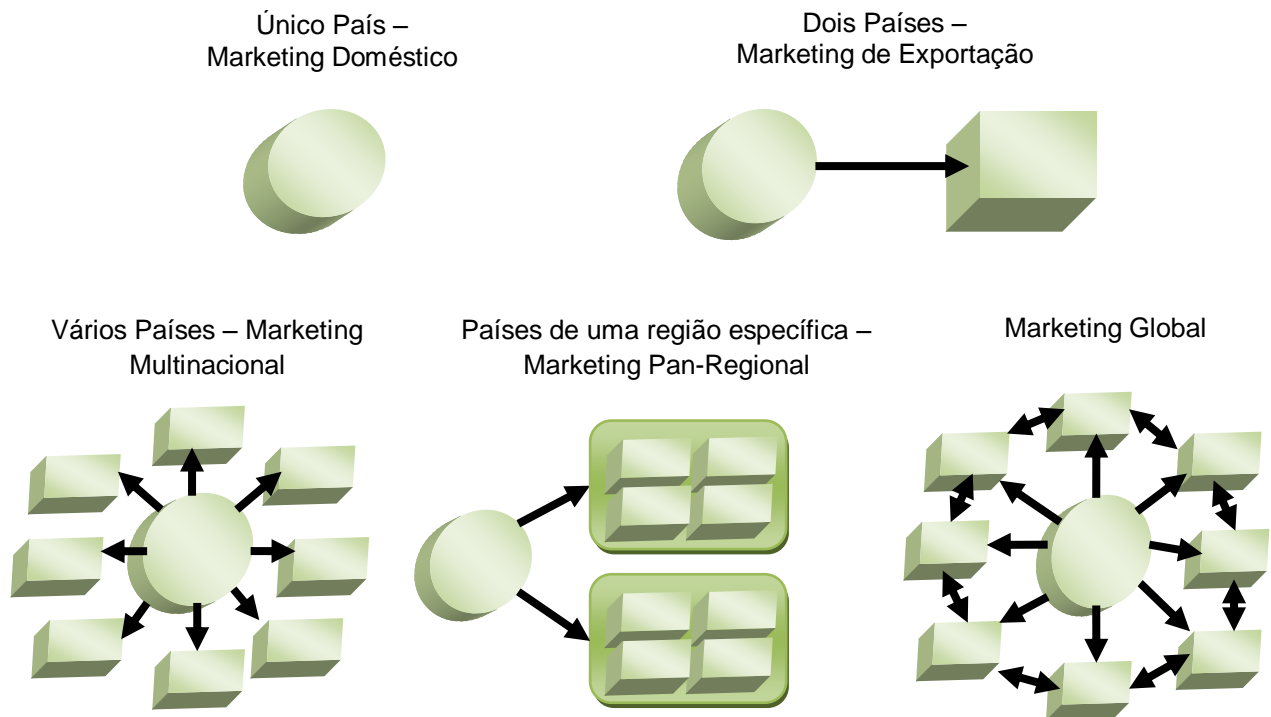 Único País –
Marketing Doméstico
Dois Países –
Marketing de Exportação
Vários Países – Marketing
Multinacional
Países de uma região específica –
Marketing Pan-Regional
Marketing Global